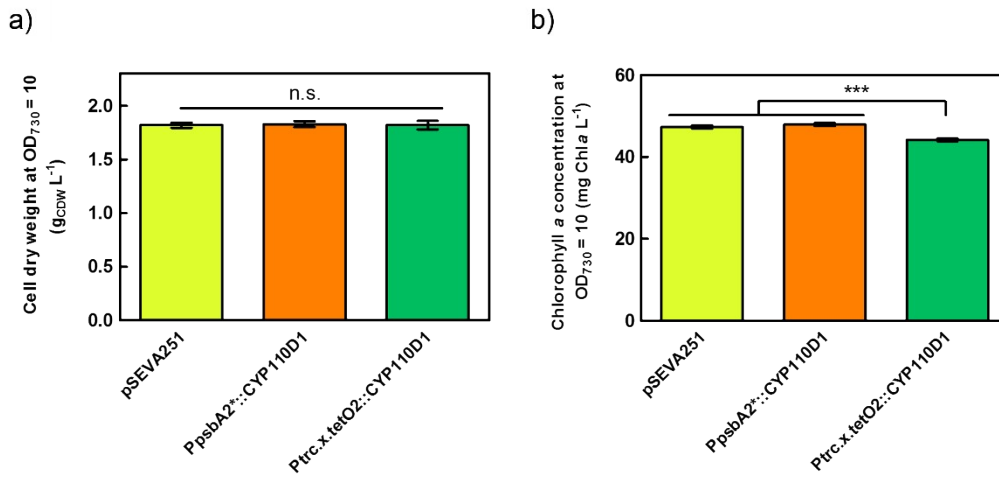 a)
Cell dry weight at OD₇₃₀ = 10
(g_CDW L⁻¹)
2.0
1.5
1.0
0.5
0.0
n.s.
pSEVA251
PpsbA2*::CYP110D1
Ptrc.x.tetO2::CYP110D1
b)
Chlorophyll a concentration at
OD₇₃₀ = 10 (mg Chla L⁻¹)
60
40
20
0
***
pSEVA251
PpsbA2*::CYP110D1
Ptrc.x.tetO2::CYP110D1